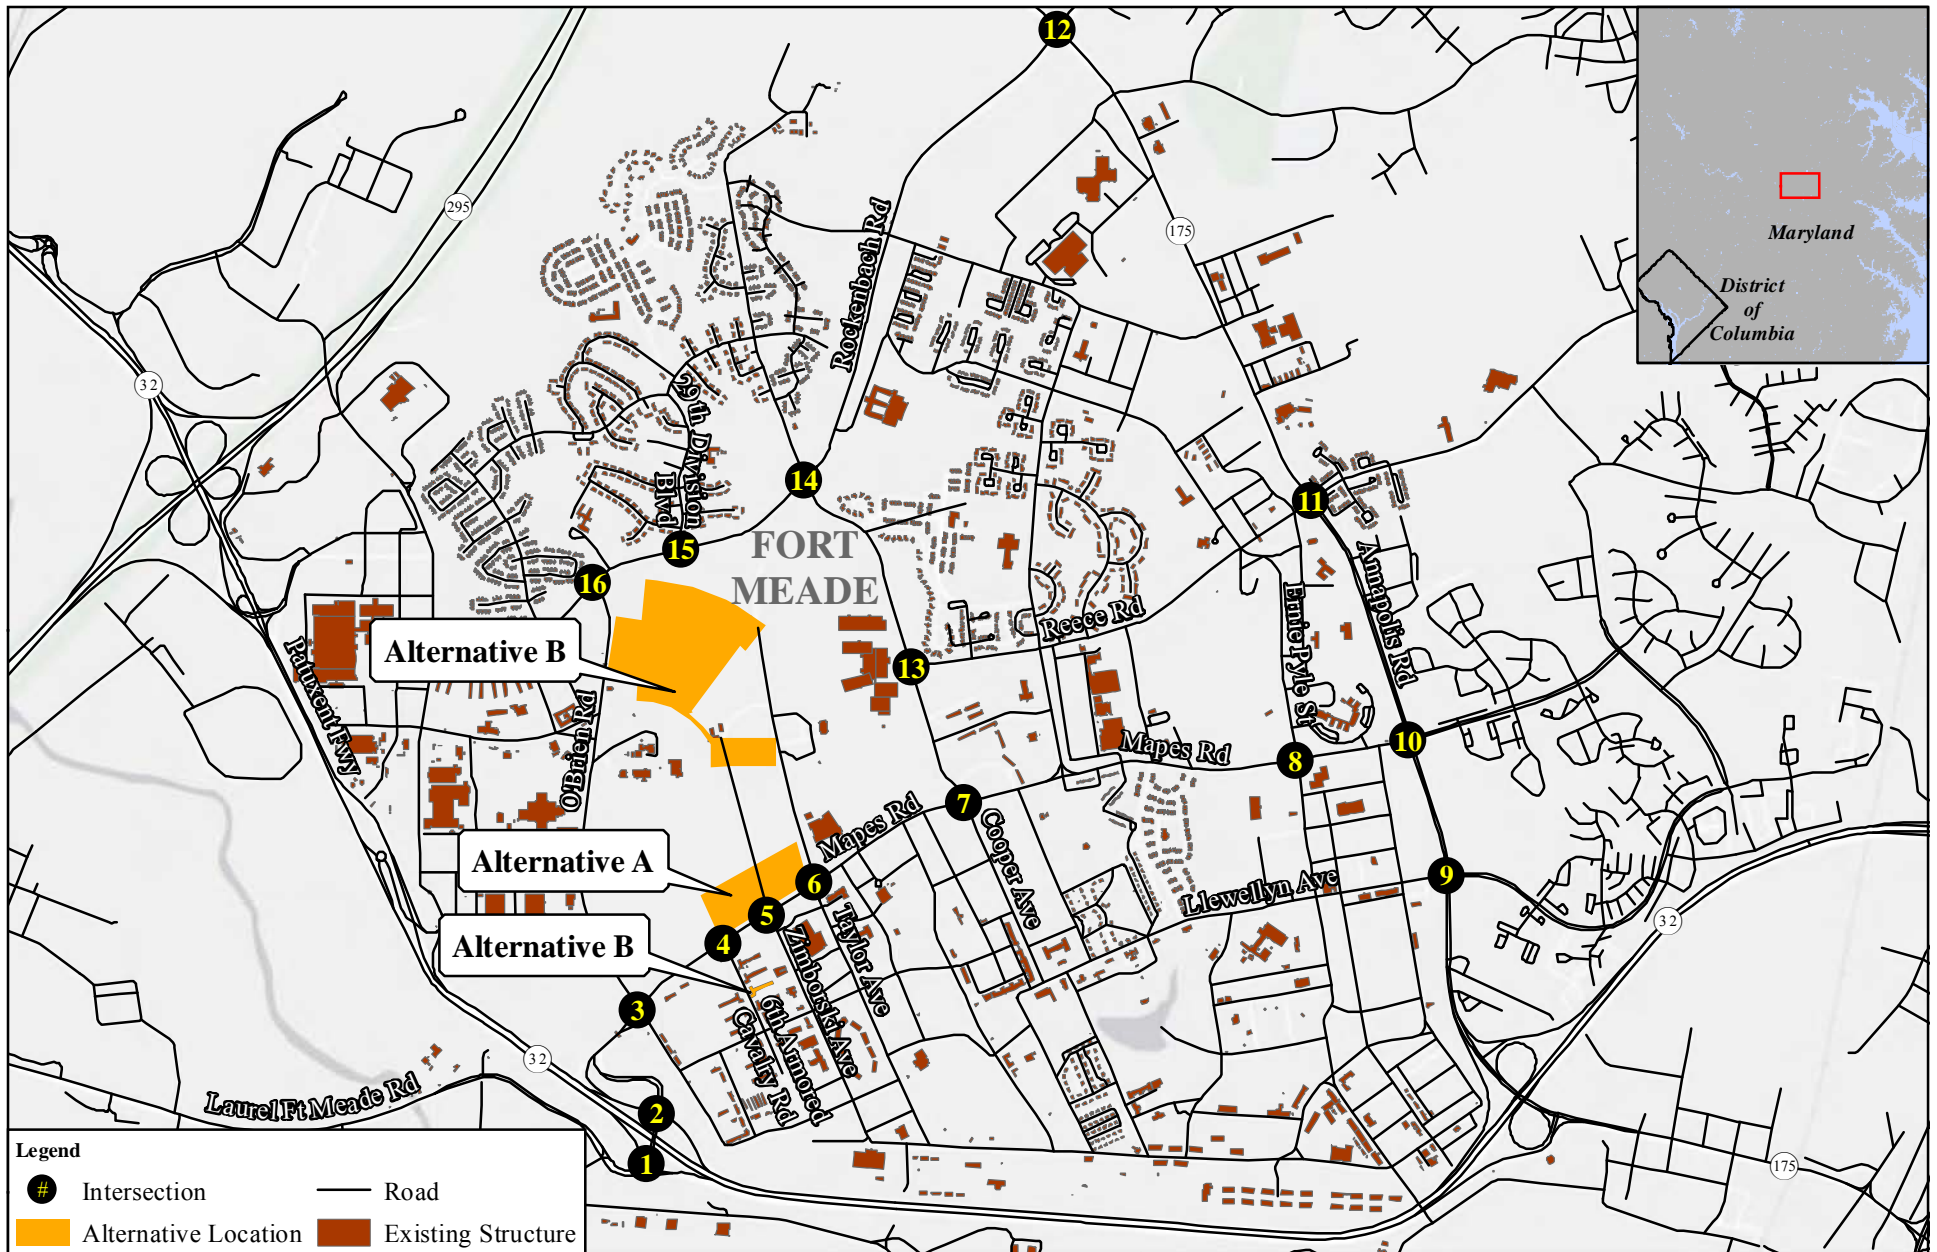 12
295
175
Maryland
District
of
Columbia
Rockenbach Rd
32
29th Division
Blvd
14
11
15
FORT
MEADE
16
Annapolis Rd
Ernie Pyle St
Reece Rd
Alternative B
13
Patuxent Fwy
O'Brien Rd
Mapes Rd
10
8
7
Mapes Rd
Cooper Ave
Alternative A
6
Llewellyn Ave
9
5
Taylor Ave
32
4
Zimborski Ave
Alternative B
3
6th Armored
Cavalry Rd
32
Laurel Ft Meade Rd
2
1
175
Legend
# Intersection
Road
Alternative Location
Existing Structure